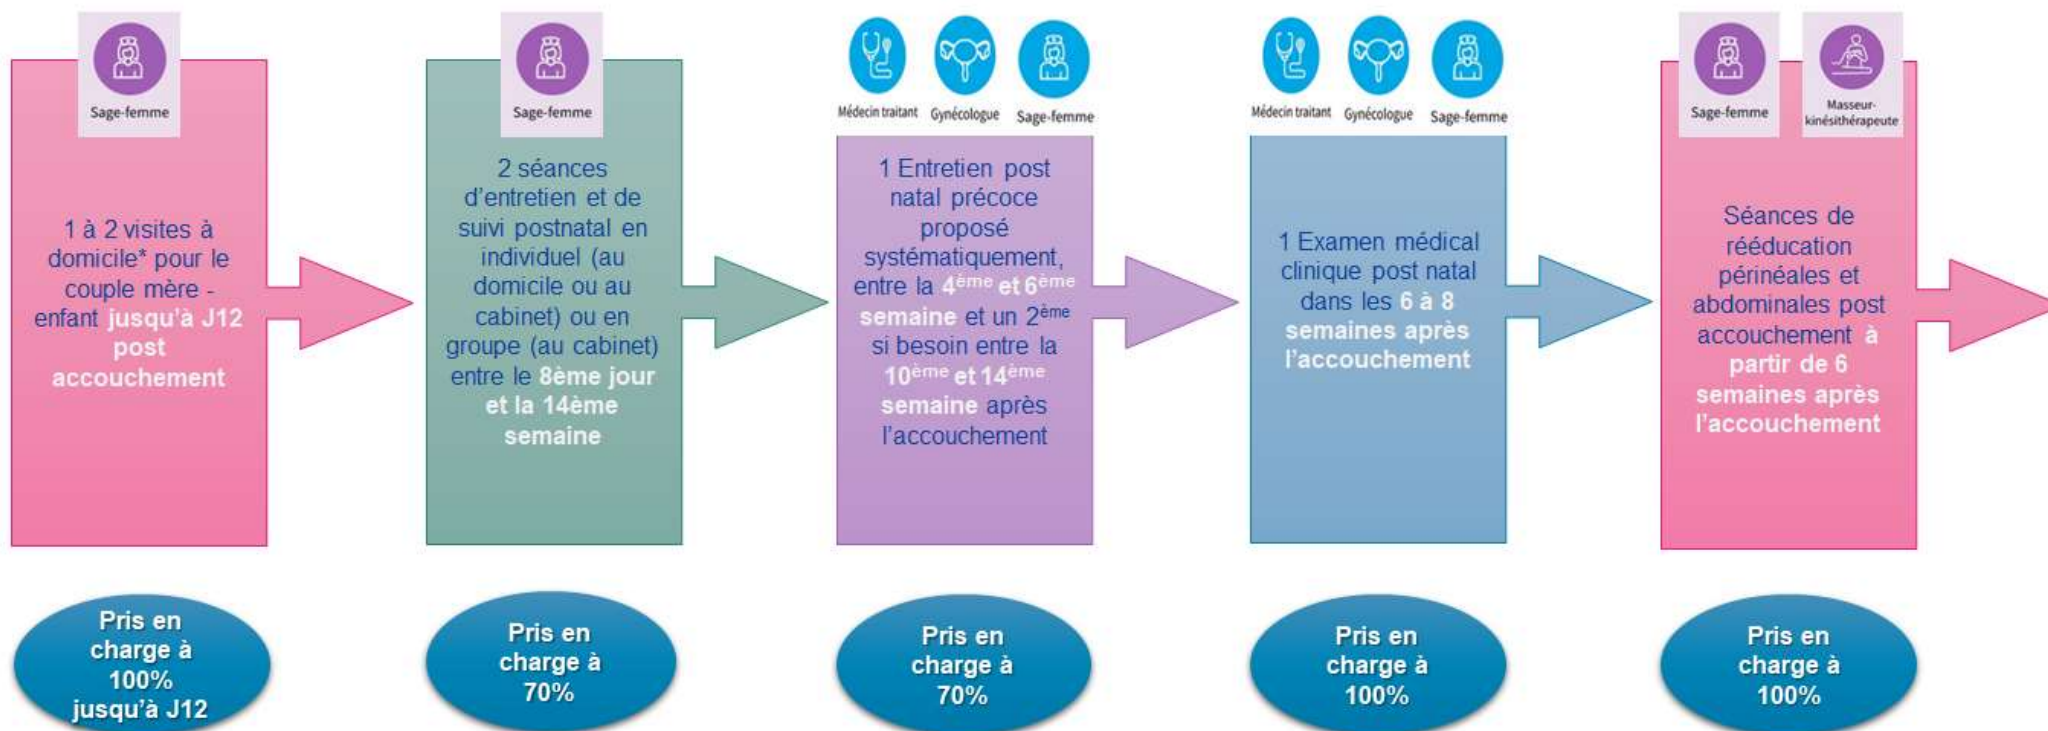 Sage-femme
1 à 2 visites à
domicile* pour le
couple mère -
enfant jusqu'à J12
post
accouchement
Pris en
charge à
100%
jusqu'à J12
Sage-femme
2 séances
d'entretien et de
suivi postnatal en
individuel (au
domicile ou au
cabinet) ou en
groupe (au cabinet)
entre le 8ème jour
et la 14ème
semaine
Pris en
charge à
70%
Médecin traitant
Gynécologue
Sage-femme
1 Entretien post
natal précoce
proposé
systématiquement,
entre la 4ème et 6ème
semaine et un 2ème
si besoin entre la
10ème et 14ème
semaine après
l'accouchement
Pris en
charge à
70%
Médecin traitant
Gynécologue
Sage-femme
1 Examen médical
clinique post natal
dans les 6 à 8
semaines après
l'accouchement
Pris en
charge à
100%
Sage-femme
Masseur-
kinésithérapeute
Séances de
rééducation
périnéales et
abdominales post
accouchement à
partir de 6
semaines après
l'accouchement
Pris en
charge à
100%